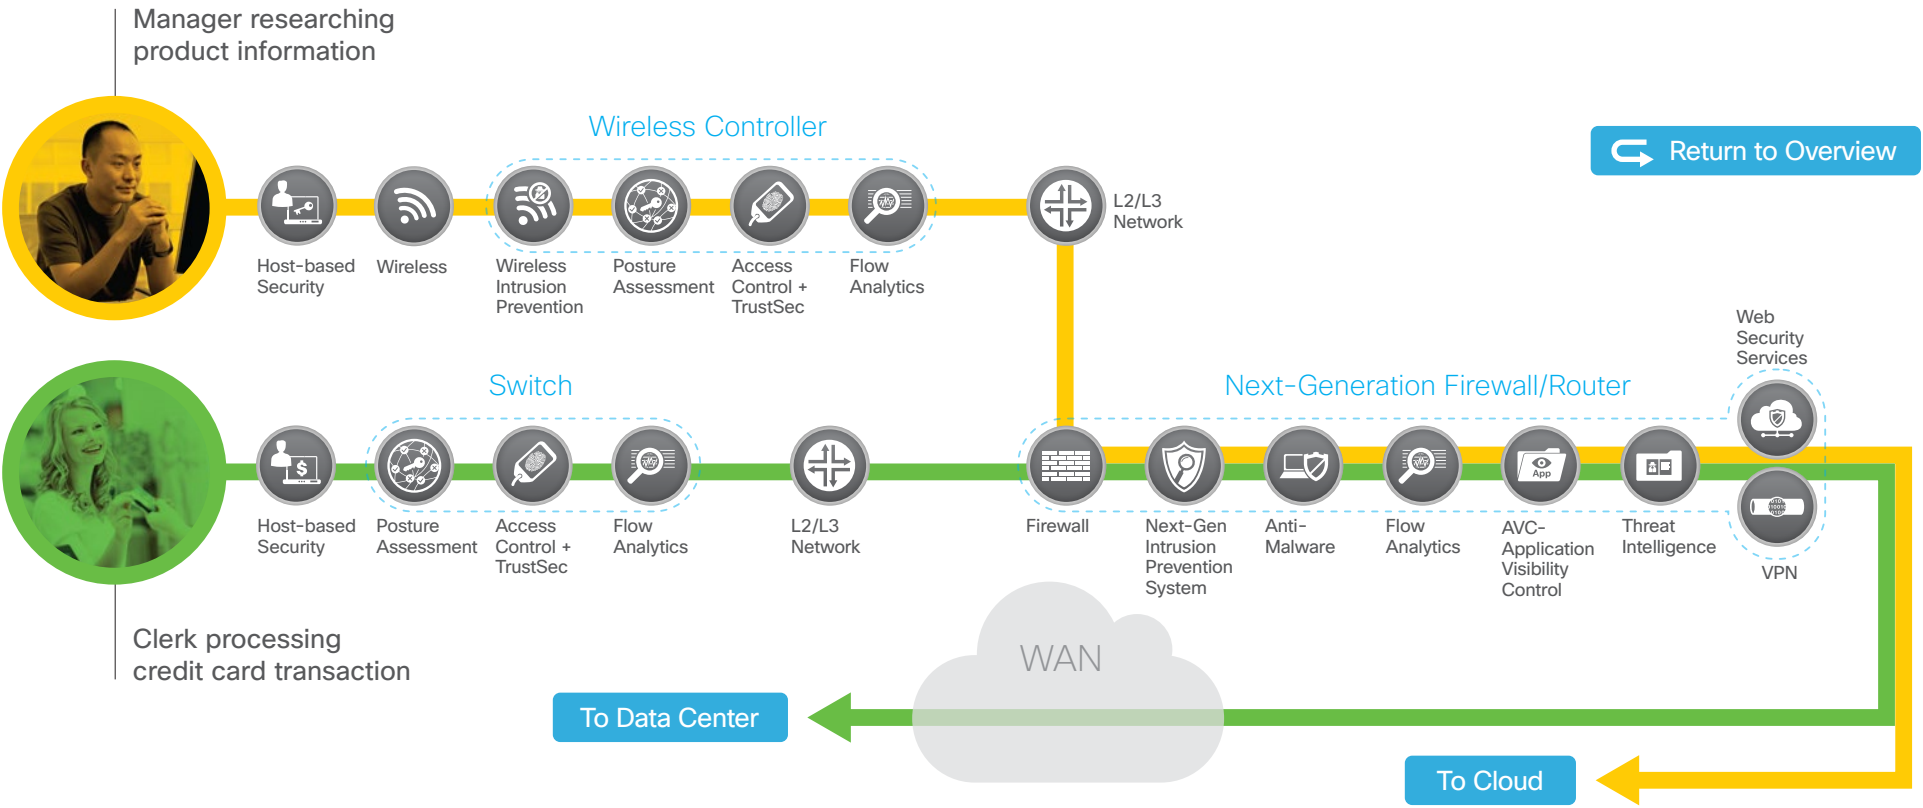 Manager researching
product information
Wireless Controller
Return to Overview
L2/L3
Network
Host-based
Security
Wireless
Wireless
Intrusion
Prevention
Posture
Assessment
Access
Control +
TrustSec
Flow
Analytics
Web
Security
Services
Switch
Next-Generation Firewall/Router
$
App
Host-based
Security
Posture
Assessment
Access
Control +
TrustSec
Flow
Analytics
L2/L3
Network
Firewall
Next-Gen
Intrusion
Prevention
System
Anti-
Malware
Flow
Analytics
AVC-
Application
Visibility
Control
Threat
Intelligence
VPN
Clerk processing
credit card transaction
WAN
To Data Center
To Cloud